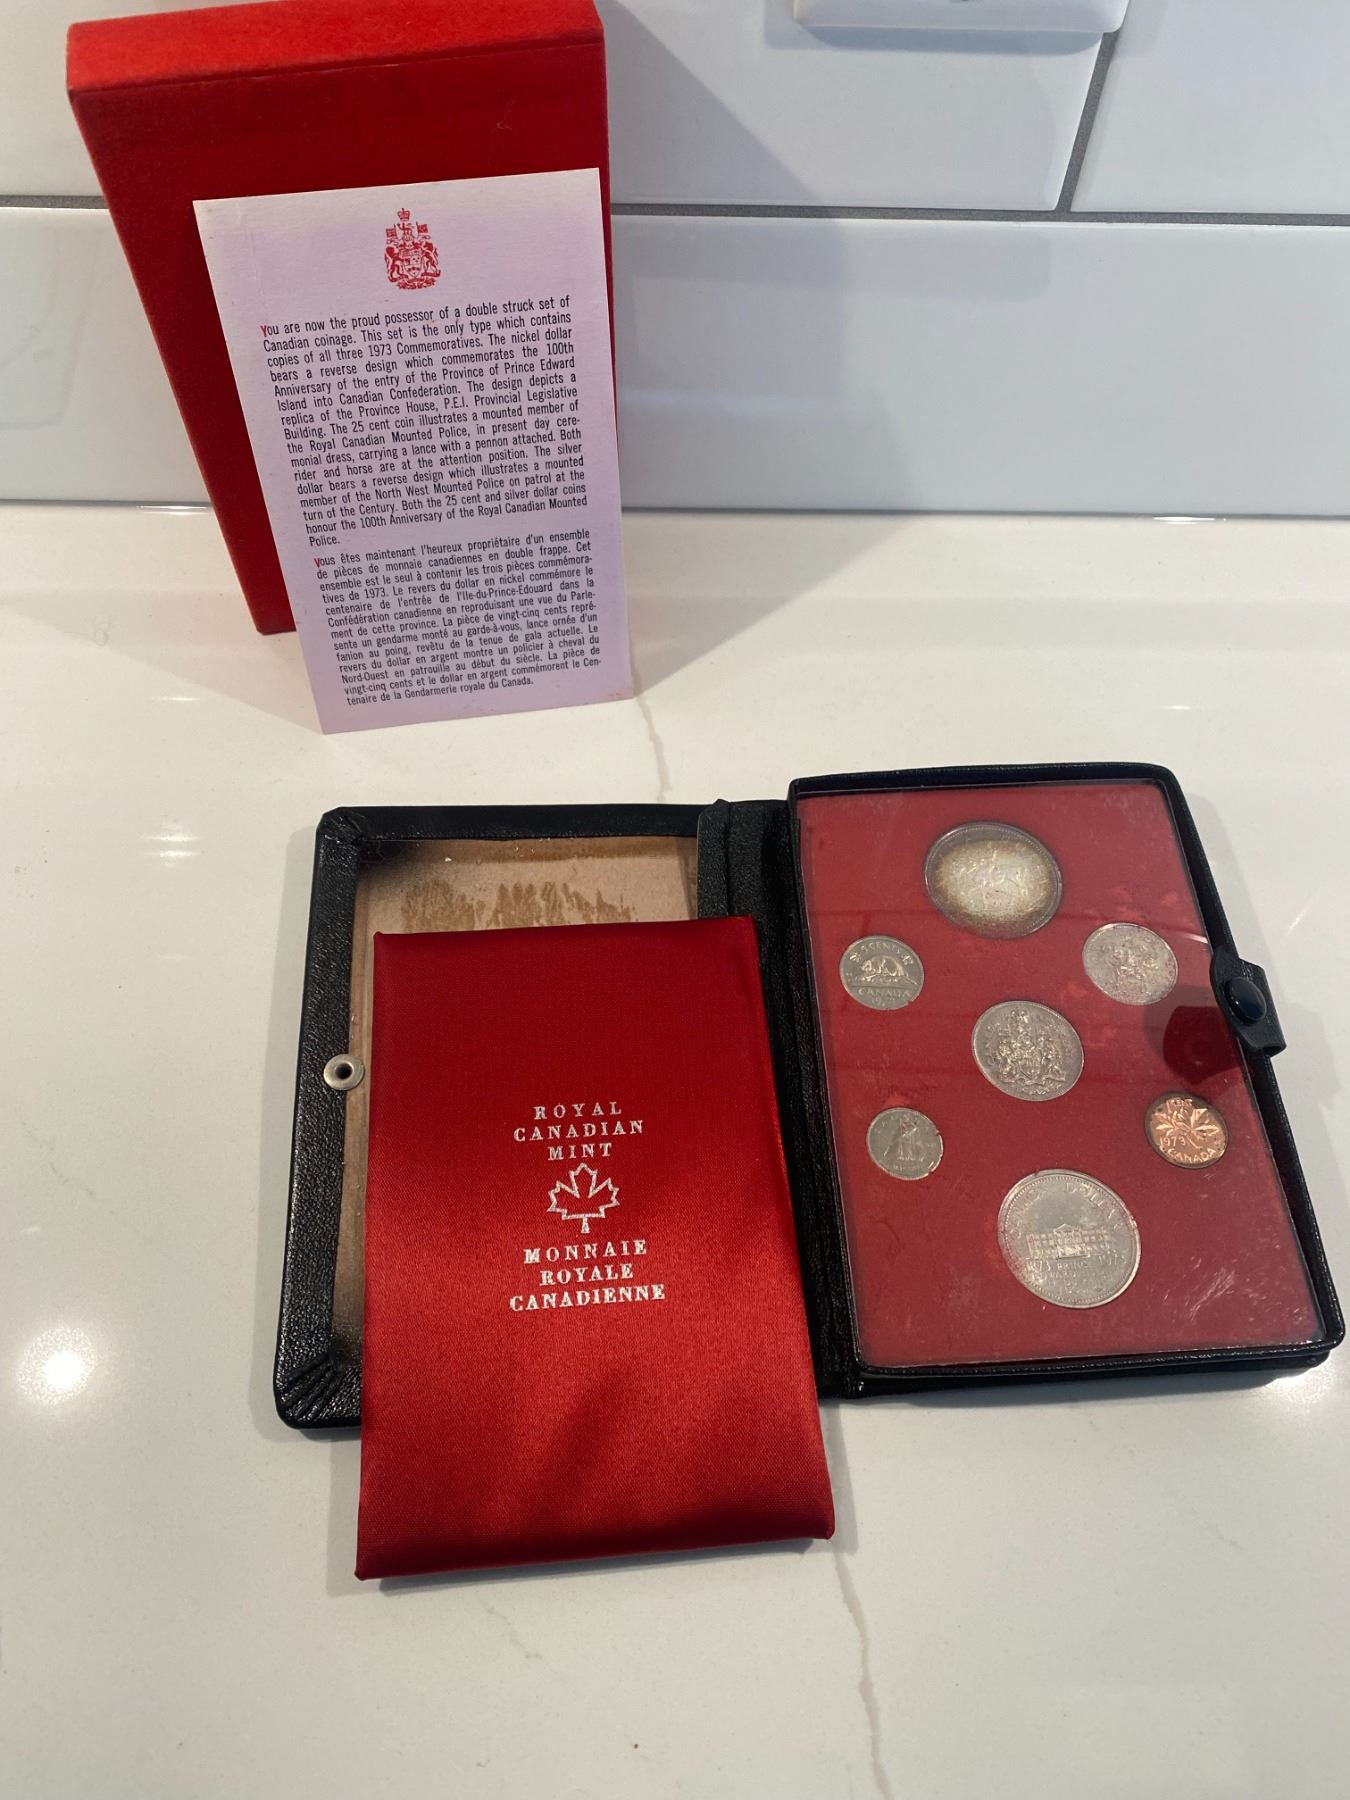 You are now the proud possessor of a double struck set of
Canadian coinage. This set is the only type which contains
copies of all three 1973 Commemoratives. The nickel dollar
bears a reverse design which commemorates the 100th
Anniversary of the entry of the Province of Prince Edward
Island into Canadian Confederation. The design depicts a
replica of the Province House, P.E.I. Provincial Legislative
Building. The 25 cent coin illustrates a mounted member of
the Royal Canadian Mounted Police, in present day cere-
monial dress, carrying a lance with a pennon attached. Both
rider and horse are at the attention position. The silver
dollar bears a reverse design which illustrates a mounted
member of the North West Mounted Police on patrol at the
turn of the Century. Both the 25 cent and silver dollar coins
honour the 100th Anniversary of the Royal Canadian Mounted
Police.
Vous êtes maintenant l'heureux propriétaire d'un ensemble
de pièces de monnaie canadiennes en double frappe. Cet
ensemble est le seul à contenir les trois pièces commémora-
tives de 1973. Le revers du dollar en nickel commémore le
centenaire de l'entrée de l'Ile-du-Prince-Edouard dans la
Confédération canadienne en reproduisant une vue du Parle-
ment de cette province. La pièce de vingt-cinq cents repré-
sente un gendarme monté au garde-à-vous, lance ornée d'un
fanion au poing, revêtu de la tenue de gala actuelle. Le
revers du dollar en argent montre un policier à cheval du
Nord-Ouest en patrouille au début du siècle. La pièce de
vingt-cinq cents et le dollar en argent commémorent le Cen-
tenaire de la Gendarmerie royale du Canada.
ROYAL
CANADIAN
MINT
MONNAIE
ROYALE
CANADIENNE
5 CENTS
CANADA
1973
CENT
1973
CANADA
DOLLAR